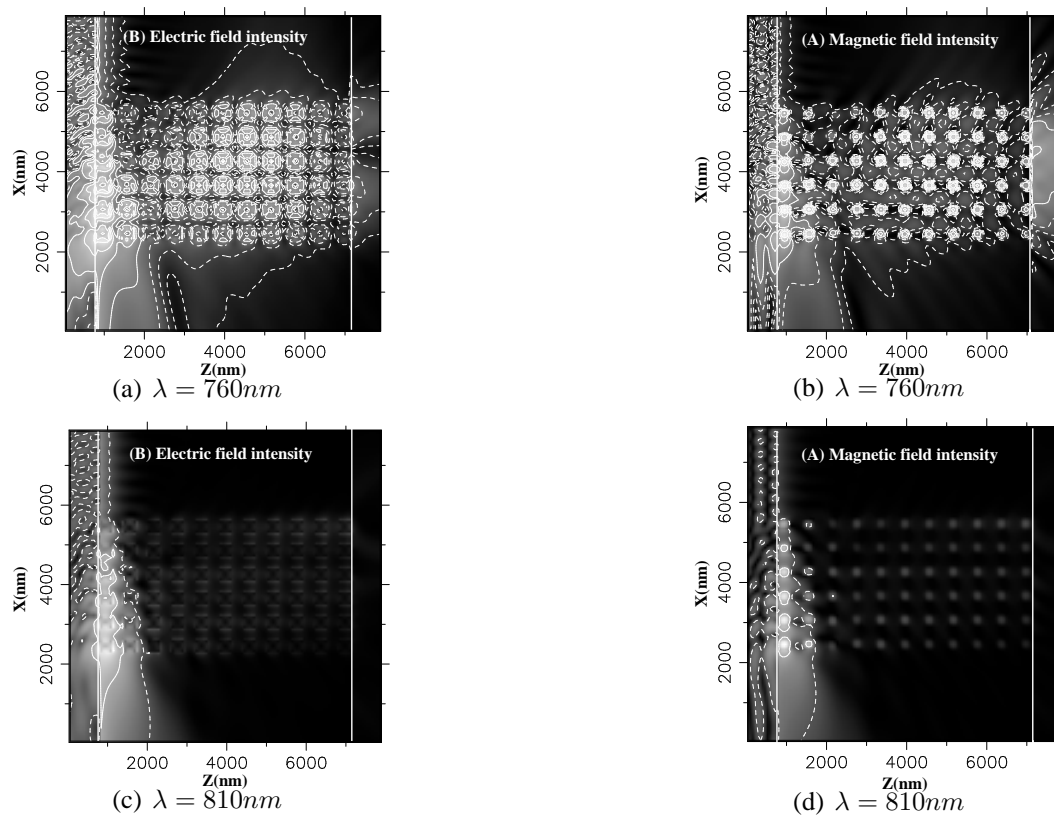 (B) Electric field intensity
X(nm)
2000
4000
6000
2000
4000
6000
Z(nm)
(a) λ = 760nm
(A) Magnetic field intensity
X(nm)
2000
4000
6000
2000
4000
6000
Z(nm)
(b) λ = 760nm
(B) Electric field intensity
X(nm)
2000
4000
6000
2000
4000
6000
Z(nm)
(c) λ = 810nm
(A) Magnetic field intensity
X(nm)
2000
4000
6000
2000
4000
6000
Z(nm)
(d) λ = 810nm